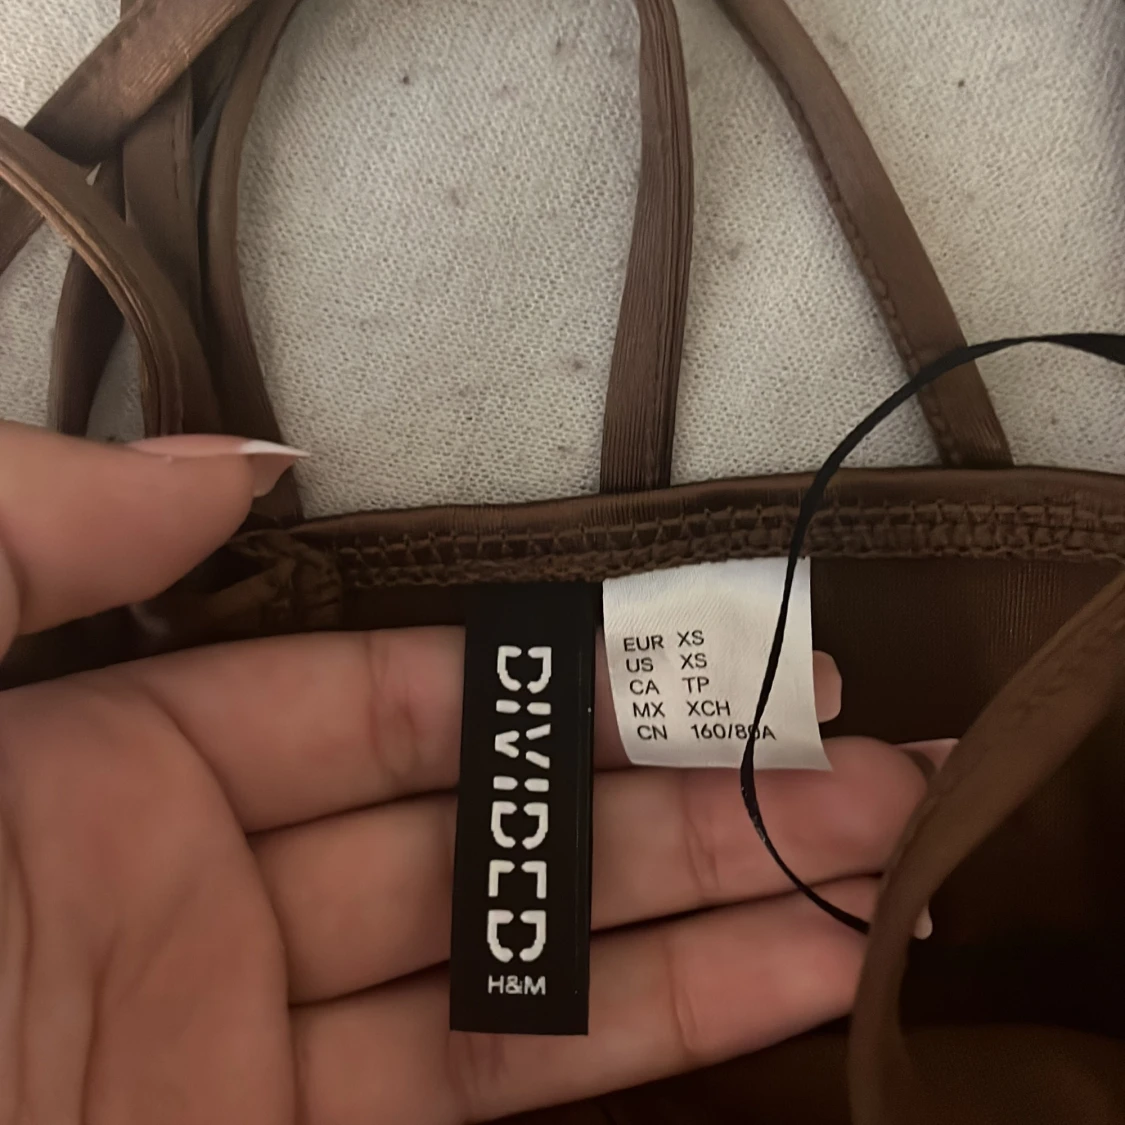 DIVIDED
H&M
EUR XS
US XS
CA TP
MX XCH
CN 160/80A